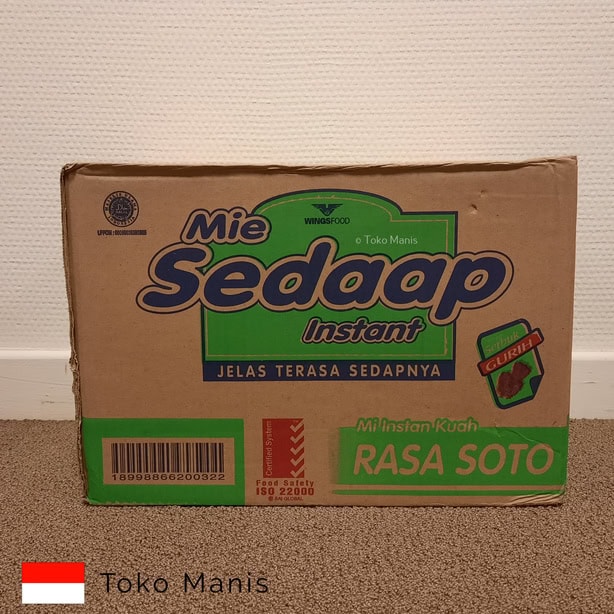 WINGSFOOD
© Toko Manis
Mie
Sedaap
Instant
JELAS TERASA SEDAPNYA
GURIH
Mi Instan Kuah
RASA SOTO
18998866200322
Certified System
Food Safety
ISO 22000
Toko Manis